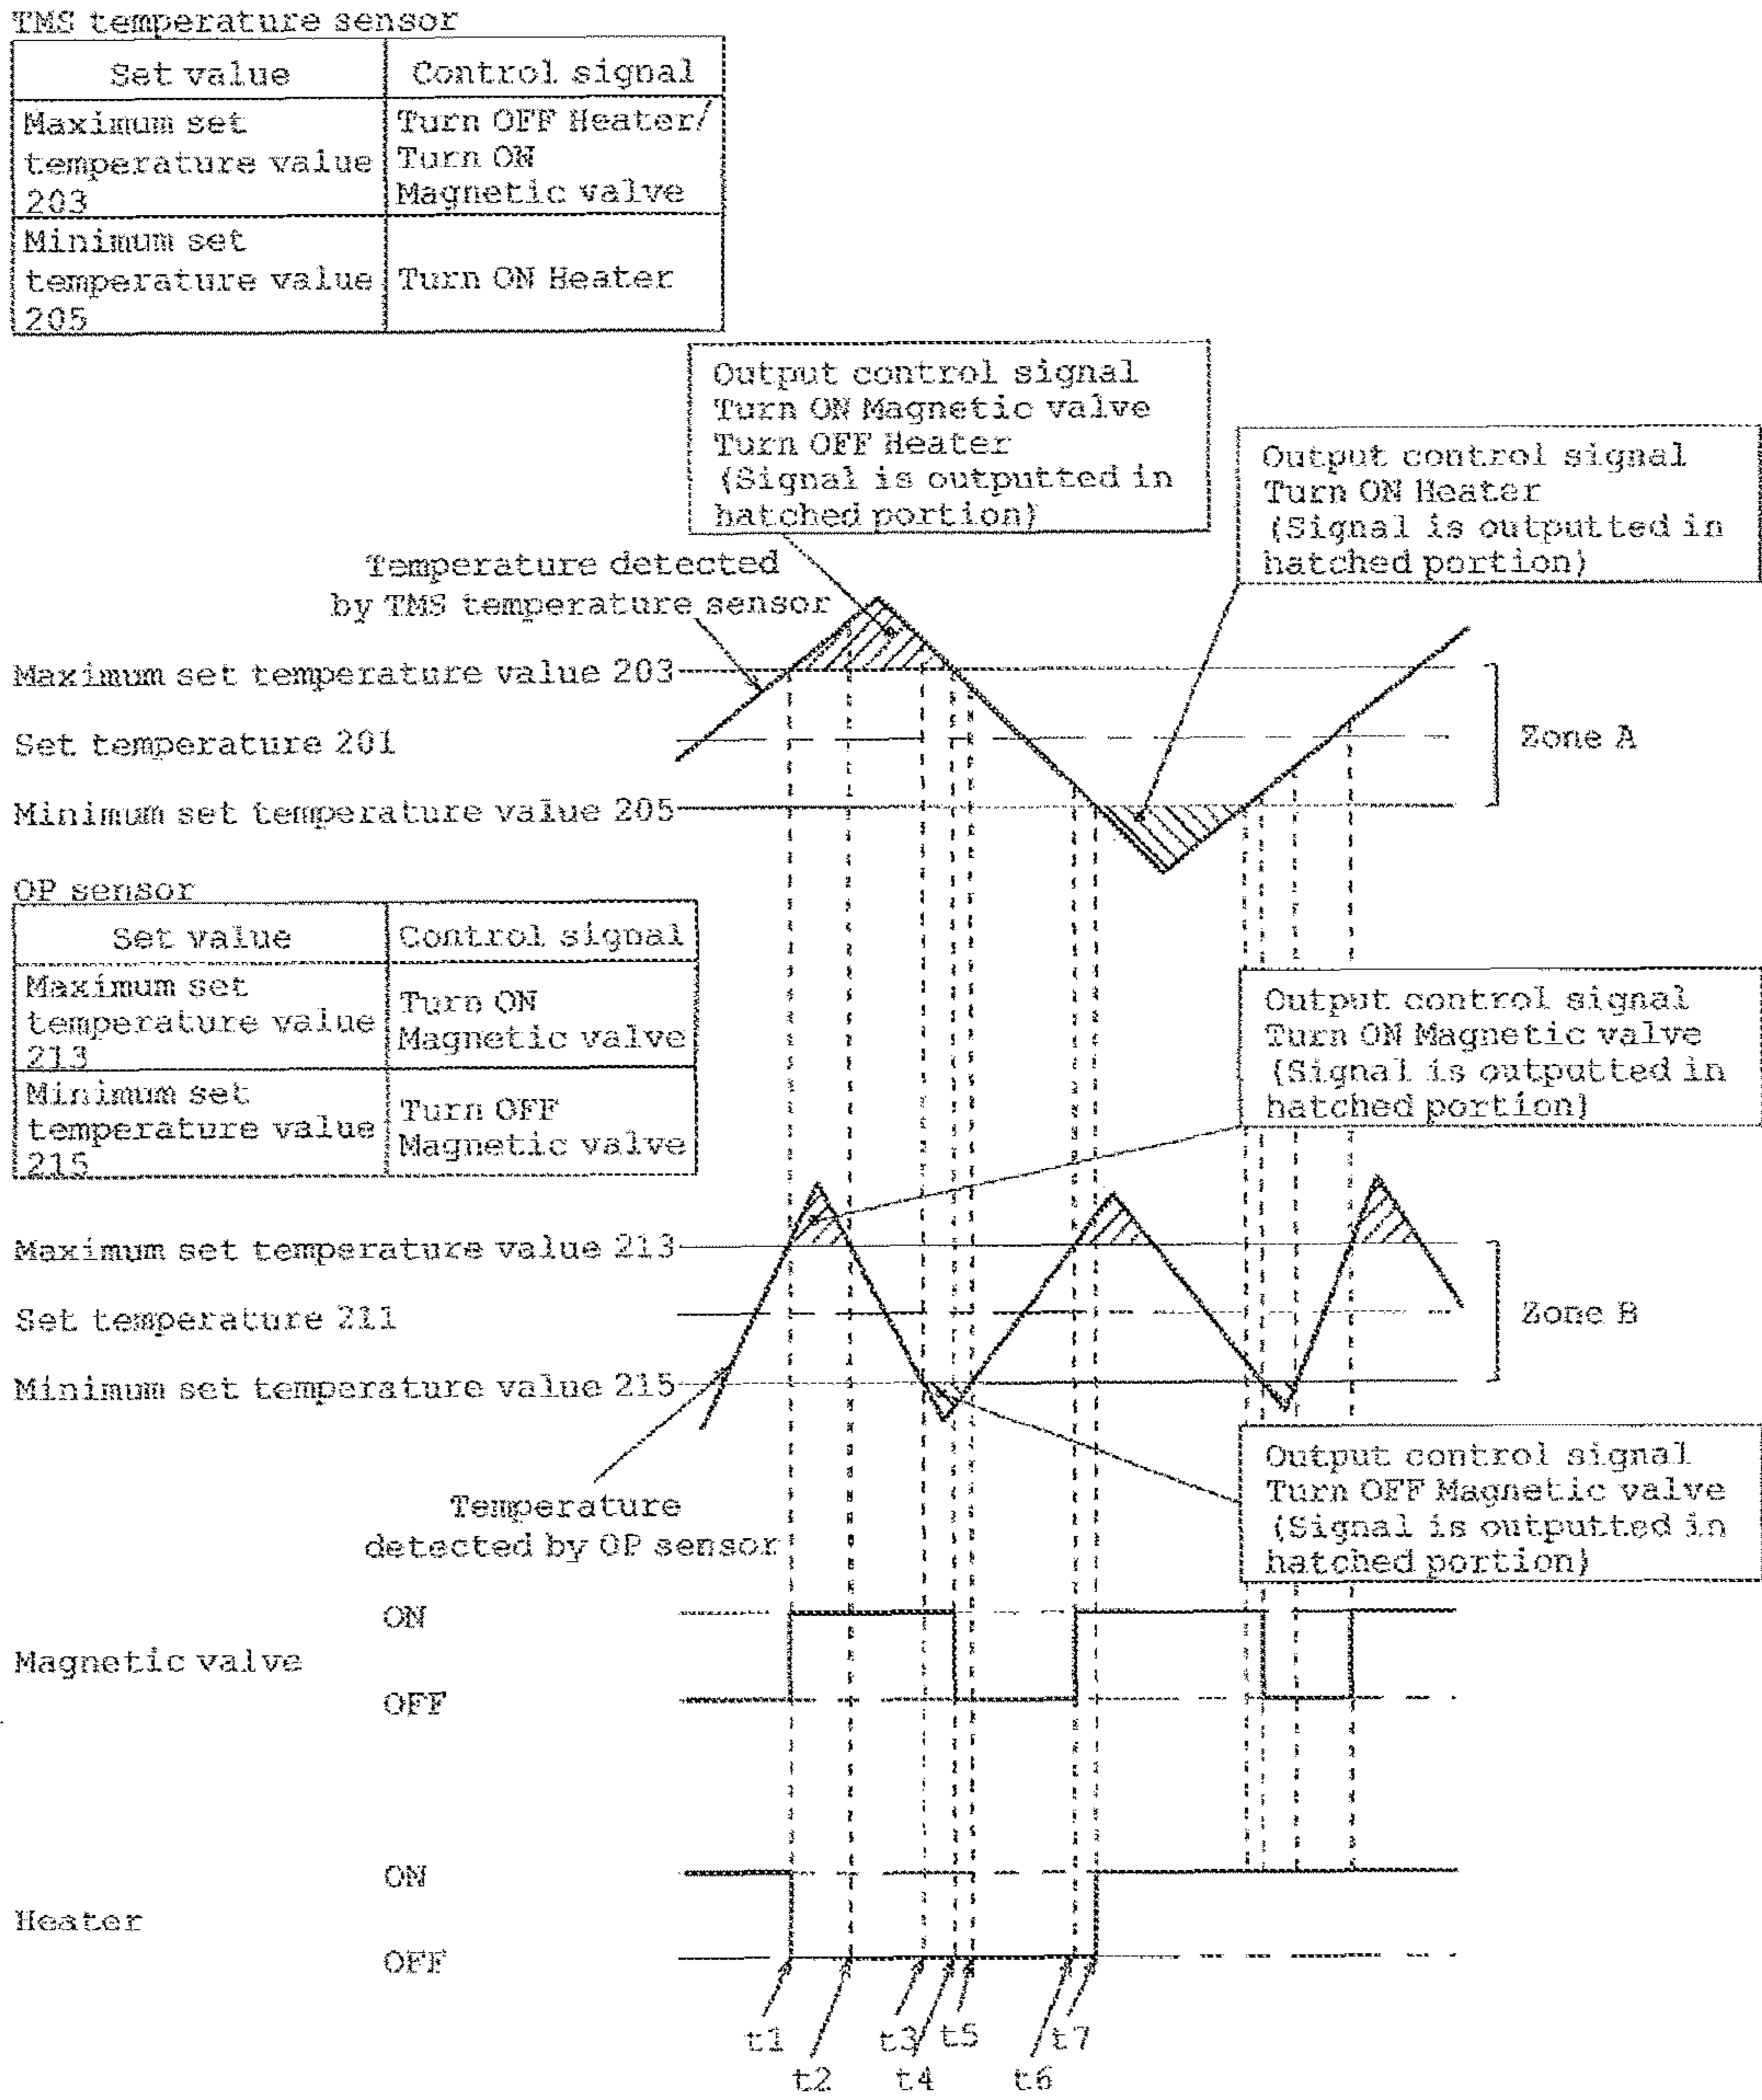 TMS temperature sensor
Set value
Control signal
Maximum set
temperature value
203
Turn OFF Heater/
Turn ON
Magnetic valve
Minimum set
temperature value
205
Turn ON Heater
Output control signal
Turn ON Magnetic valve
Turn OFF Heater
(Signal is outputted in
hatched portion)
Output control signal
Turn ON Heater
(Signal is outputted in
hatched portion)
Temperature detected
by TMS temperature sensor
Maximum set temperature value 203
Set temperature 201
Zone A
Minimum set temperature value 205
OP sensor
Set value
Control signal
Maximum set
temperature value
213
Turn ON
Magnetic valve
Minimum set
temperature value
215
Turn OFF
Magnetic valve
Output control signal
Turn ON Magnetic valve
(Signal is outputted in
hatched portion)
Maximum set temperature value 213
Set temperature 211
Zone B
Minimum set temperature value 215
Output control signal
Turn OFF Magnetic valve
(Signal is outputted in
hatched portion)
Temperature
detected by OP sensor
ON
Magnetic valve
OFF
ON
Heater
OFF
t1
t2
t3
t4
t5
t6
t7